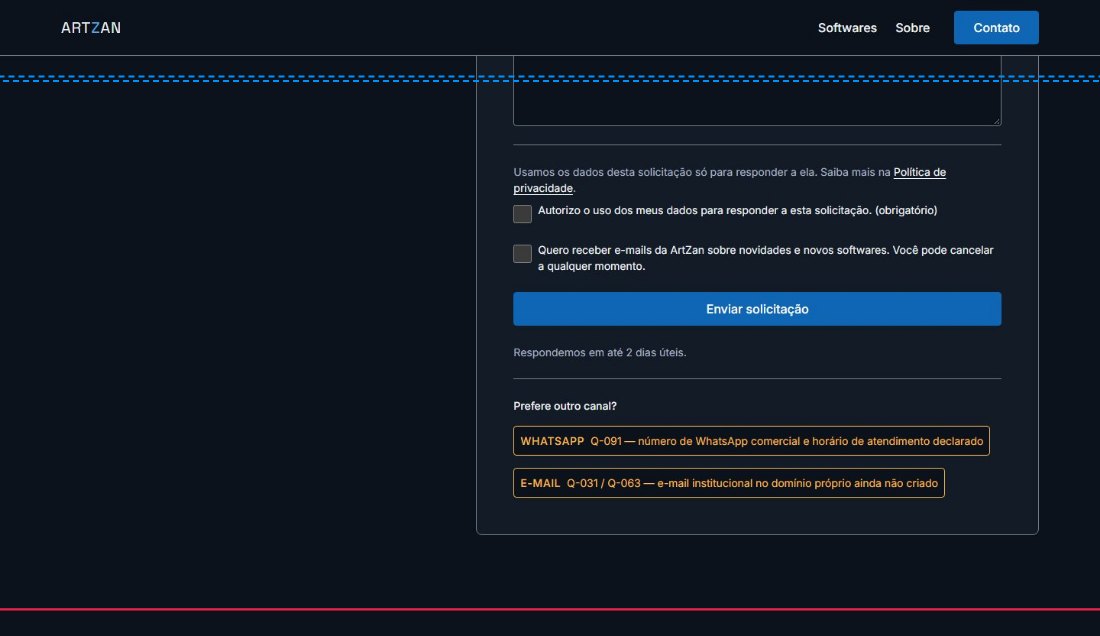 ARTZAN
Softwares
Sobre
Contato
Usamos os dados desta solicitação só para responder a ela. Saiba mais na Política de
privacidade.
Autorizo o uso dos meus dados para responder a esta solicitação. (obrigatório)
Quero receber e-mails da ArtZan sobre novidades e novos softwares. Você pode cancelar
a qualquer momento.
Enviar solicitação
Respondemos em até 2 dias úteis.
Prefere outro canal?
WHATSAPP Q-091 — número de WhatsApp comercial e horário de atendimento declarado
E-MAIL Q-031 / Q-063 — e-mail institucional no domínio próprio ainda não criado